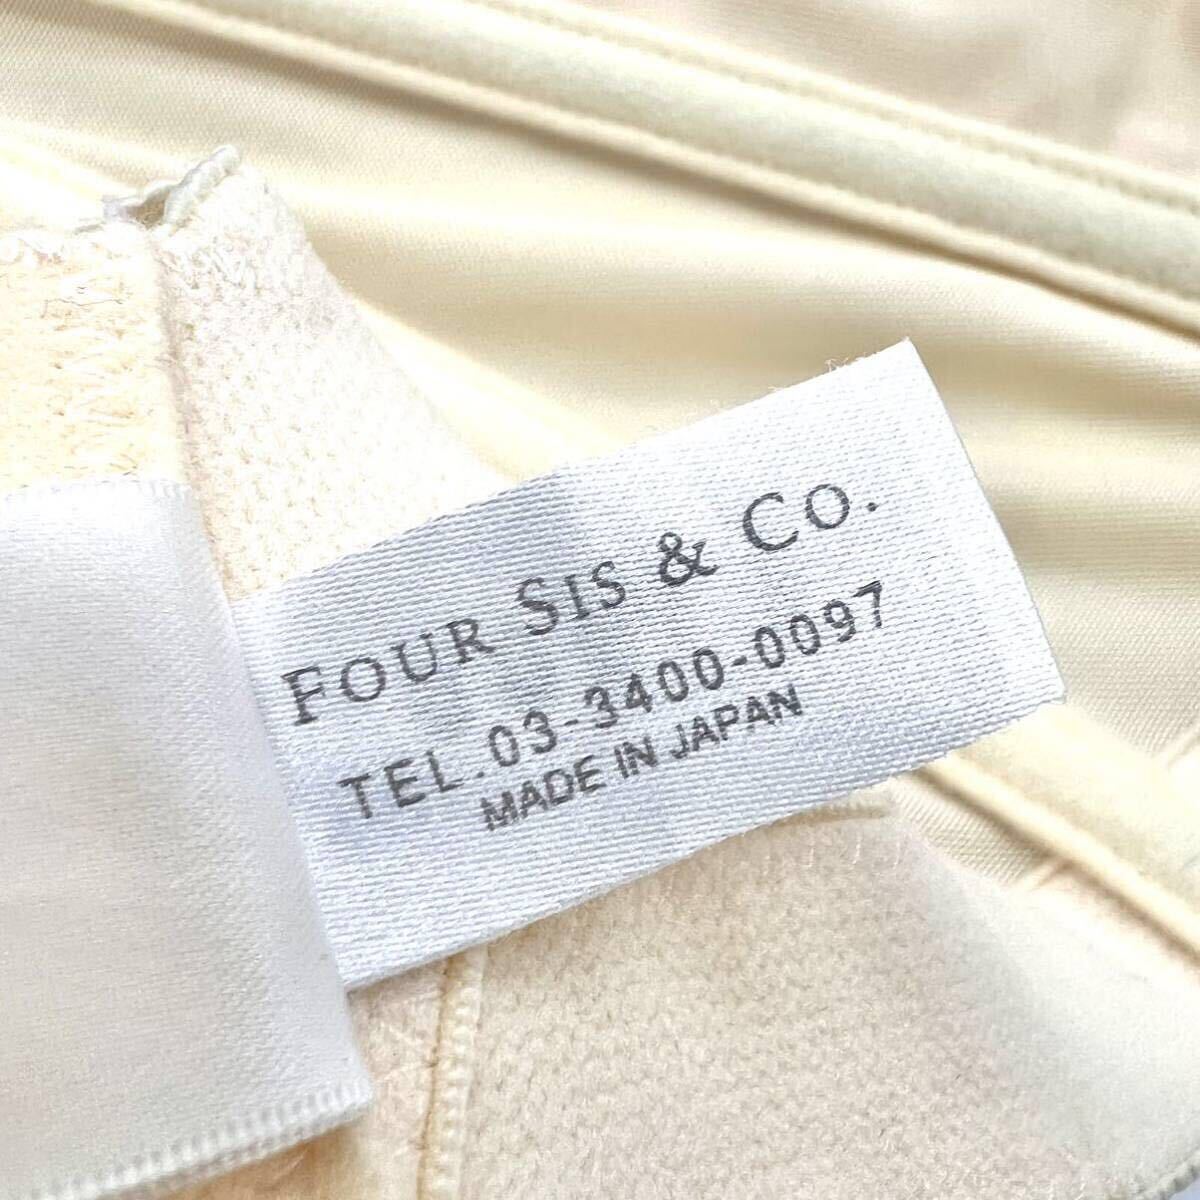 FOUR SIS & CO.
TEL.03-3400-0097
MADE IN JAPAN